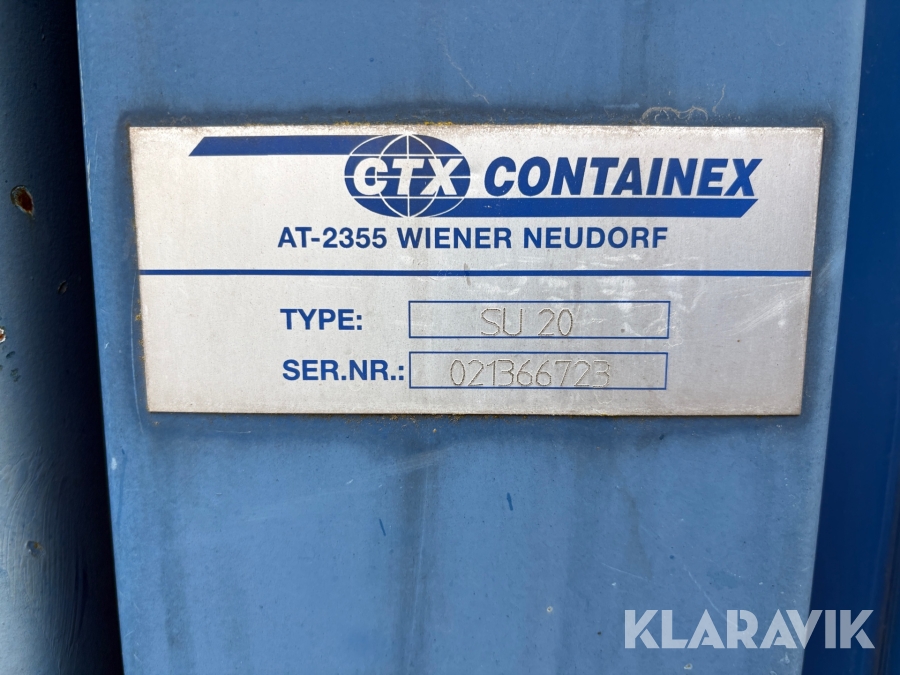 CTX CONTAINEX
AT-2355 WIENER NEUDORF
TYPE: SU 20
SER.NR.: 021366723
KLARAVIK